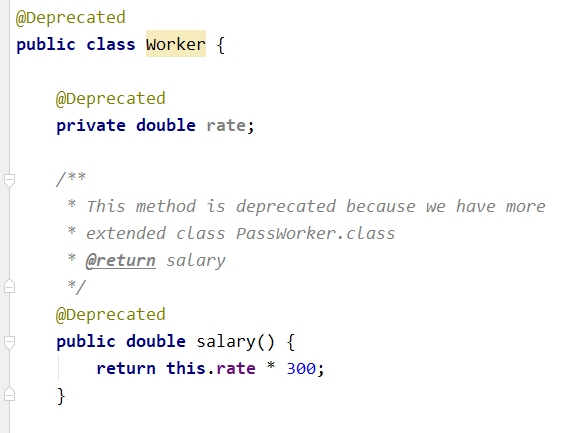 @Deprecated
public class Worker {
@Deprecated
private double rate;
/**
* This method is deprecated because we have more
* extended class PassWorker.class
* @return salary
*/
@Deprecated
public double salary() {
return this.rate * 300;
}